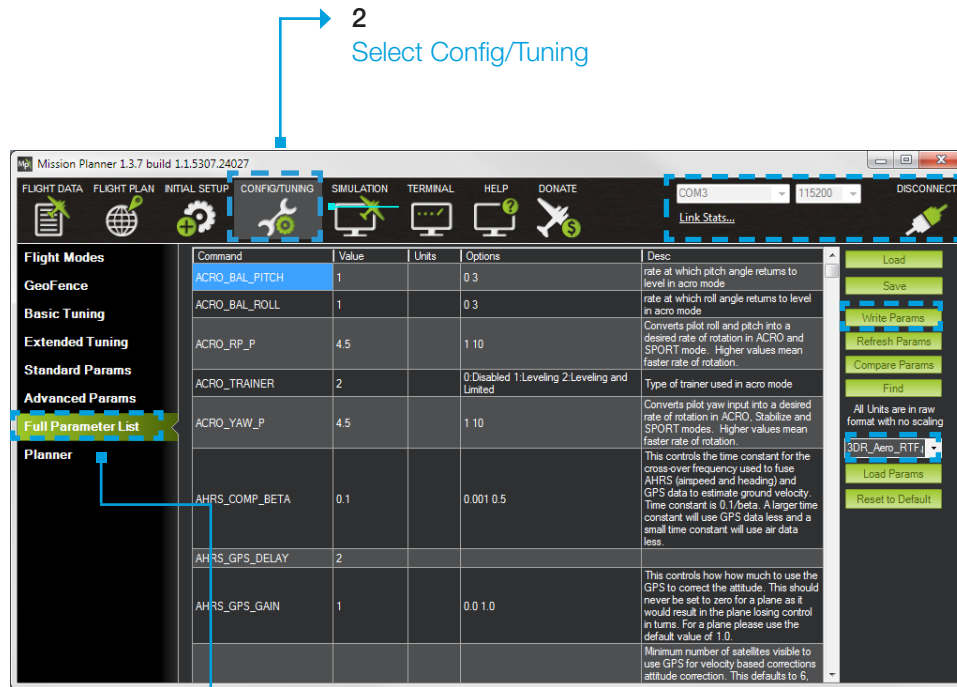 2
Select Config/Tuning
Mission Planner 1.3.7 build 1.1.5307.24027
FLIGHT DATA FLIGHT PLAN INITIAL SETUP CONFIG/TUNING SIMULATION TERMINAL HELP DONATE
COM3 115200 DISCONNECT
Link Stats...
Flight Modes
GeoFence
Basic Tuning
Extended Tuning
Standard Params
Advanced Params
Full Parameter List
Planner
Command Value Units Options Desc
ACRO_BAL_PITCH 1 0 3 rate at which pitch angle returns to
level in acro mode
ACRO_BAL_ROLL 1 0 3 rate at which roll angle returns to level
in acro mode
ACRO_RP_P 4.5 1 10 Converts pilot roll and pitch into a
desired rate of rotation in ACRO and
SPORT mode. Higher values mean
faster rate of rotation.
ACRO_TRAINER 2 0:Disabled 1:Leveling 2:Leveling and
Limited
Type of trainer used in acro mode
ACRO_YAW_P 4.5 1 10 Converts pilot yaw input into a desired
rate of rotation in ACRO, Stabilize and
SPORT modes. Higher values mean
faster rate of rotation.
AHRS_COMP_BETA 0.1 0.001 0.5 This controls the time constant for the
cross-over frequency used to fuse
AHRS (airspeed and heading) and
GPS data to estimate ground velocity.
Time constant is 0.1/beta. A larger time
constant will use GPS data less and a
small time constant will use air data
less.
AHRS_GPS_DELAY 2
AHRS_GPS_GAIN 1 0.0 1.0 This controls how how much to use the
GPS to correct the attitude. This should
never be set to zero for a plane as it
would result in the plane losing control
in turns. For a plane please use the
default value of 1.0.
Minimum number of satellites visible to
use GPS for velocity based corrections
attitude correction. This defaults to 6,
Load
Save
Write Params
Refresh Params
Compare Params
Find
All Units are in raw
format with no scaling
3DR_Aero_RTF.
Load Params
Reset to Default